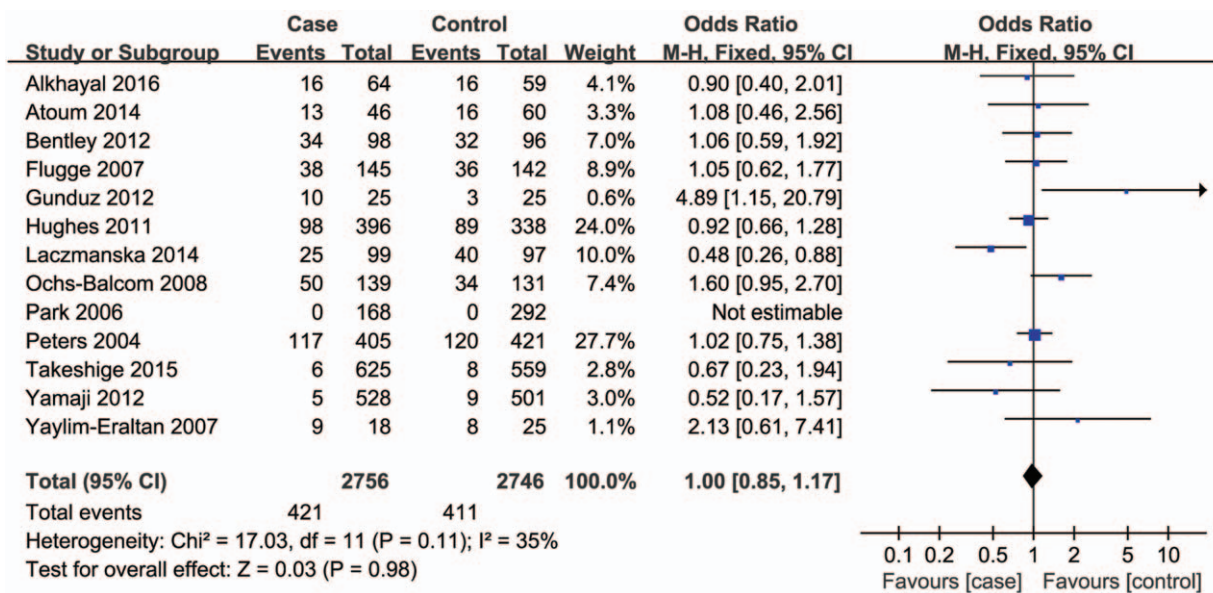 Case Control Odds Ratio Odds Ratio
Study or Subgroup Events Total Events Total Weight M-H, Fixed, 95% CI M-H, Fixed, 95% CI
Alkhayal 2016 16 64 16 59 4.1% 0.90 [0.40, 2.01]
Atoum 2014 13 46 16 60 3.3% 1.08 [0.46, 2.56]
Bentley 2012 34 98 32 96 7.0% 1.06 [0.59, 1.92]
Flugge 2007 38 145 36 142 8.9% 1.05 [0.62, 1.77]
Gunduz 2012 10 25 3 25 0.6% 4.89 [1.15, 20.79]
Hughes 2011 98 396 89 338 24.0% 0.92 [0.66, 1.28]
Laczmanska 2014 25 99 40 97 10.0% 0.48 [0.26, 0.88]
Ochs-Balcom 2008 50 139 34 131 7.4% 1.60 [0.95, 2.70]
Park 2006 0 168 0 292 Not estimable
Peters 2004 117 405 120 421 27.7% 1.02 [0.75, 1.38]
Takeshige 2015 6 625 8 559 2.8% 0.67 [0.23, 1.94]
Yamaji 2012 5 528 9 501 3.0% 0.52 [0.17, 1.57]
Yaylim-Eraltan 2007 9 18 8 25 1.1% 2.13 [0.61, 7.41]
Total (95% CI) 2756 2746 100.0% 1.00 [0.85, 1.17]
Total events 421 411
Heterogeneity: Chi² = 17.03, df = 11 (P = 0.11); I² = 35%
Test for overall effect: Z = 0.03 (P = 0.98)
0.1 0.2 0.5 1 2 5 10
Favours [case] Favours [control]